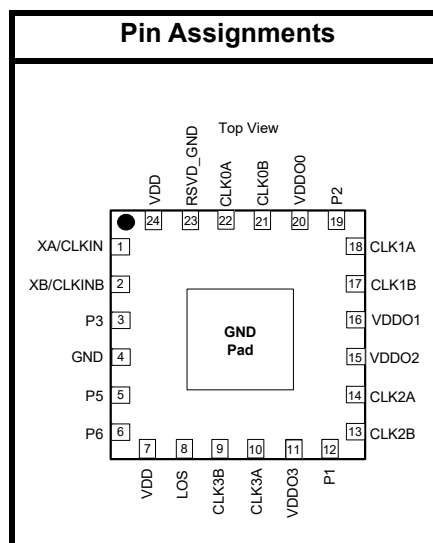 Pin Assignments
Top View
VDD
RSVD_GND
CLK0A
CLK0B
VDDO0
P2
24
23
22
21
20
19
XA/CLKIN 1
XB/CLKINB 2
P3 3
GND 4
P5 5
P6 6
GND
Pad
18 CLK1A
17 CLK1B
16 VDDO1
15 VDDO2
14 CLK2A
13 CLK2B
7
8
9
10
11
12
VDD
LOS
CLK3B
CLK3A
VDDO3
P1